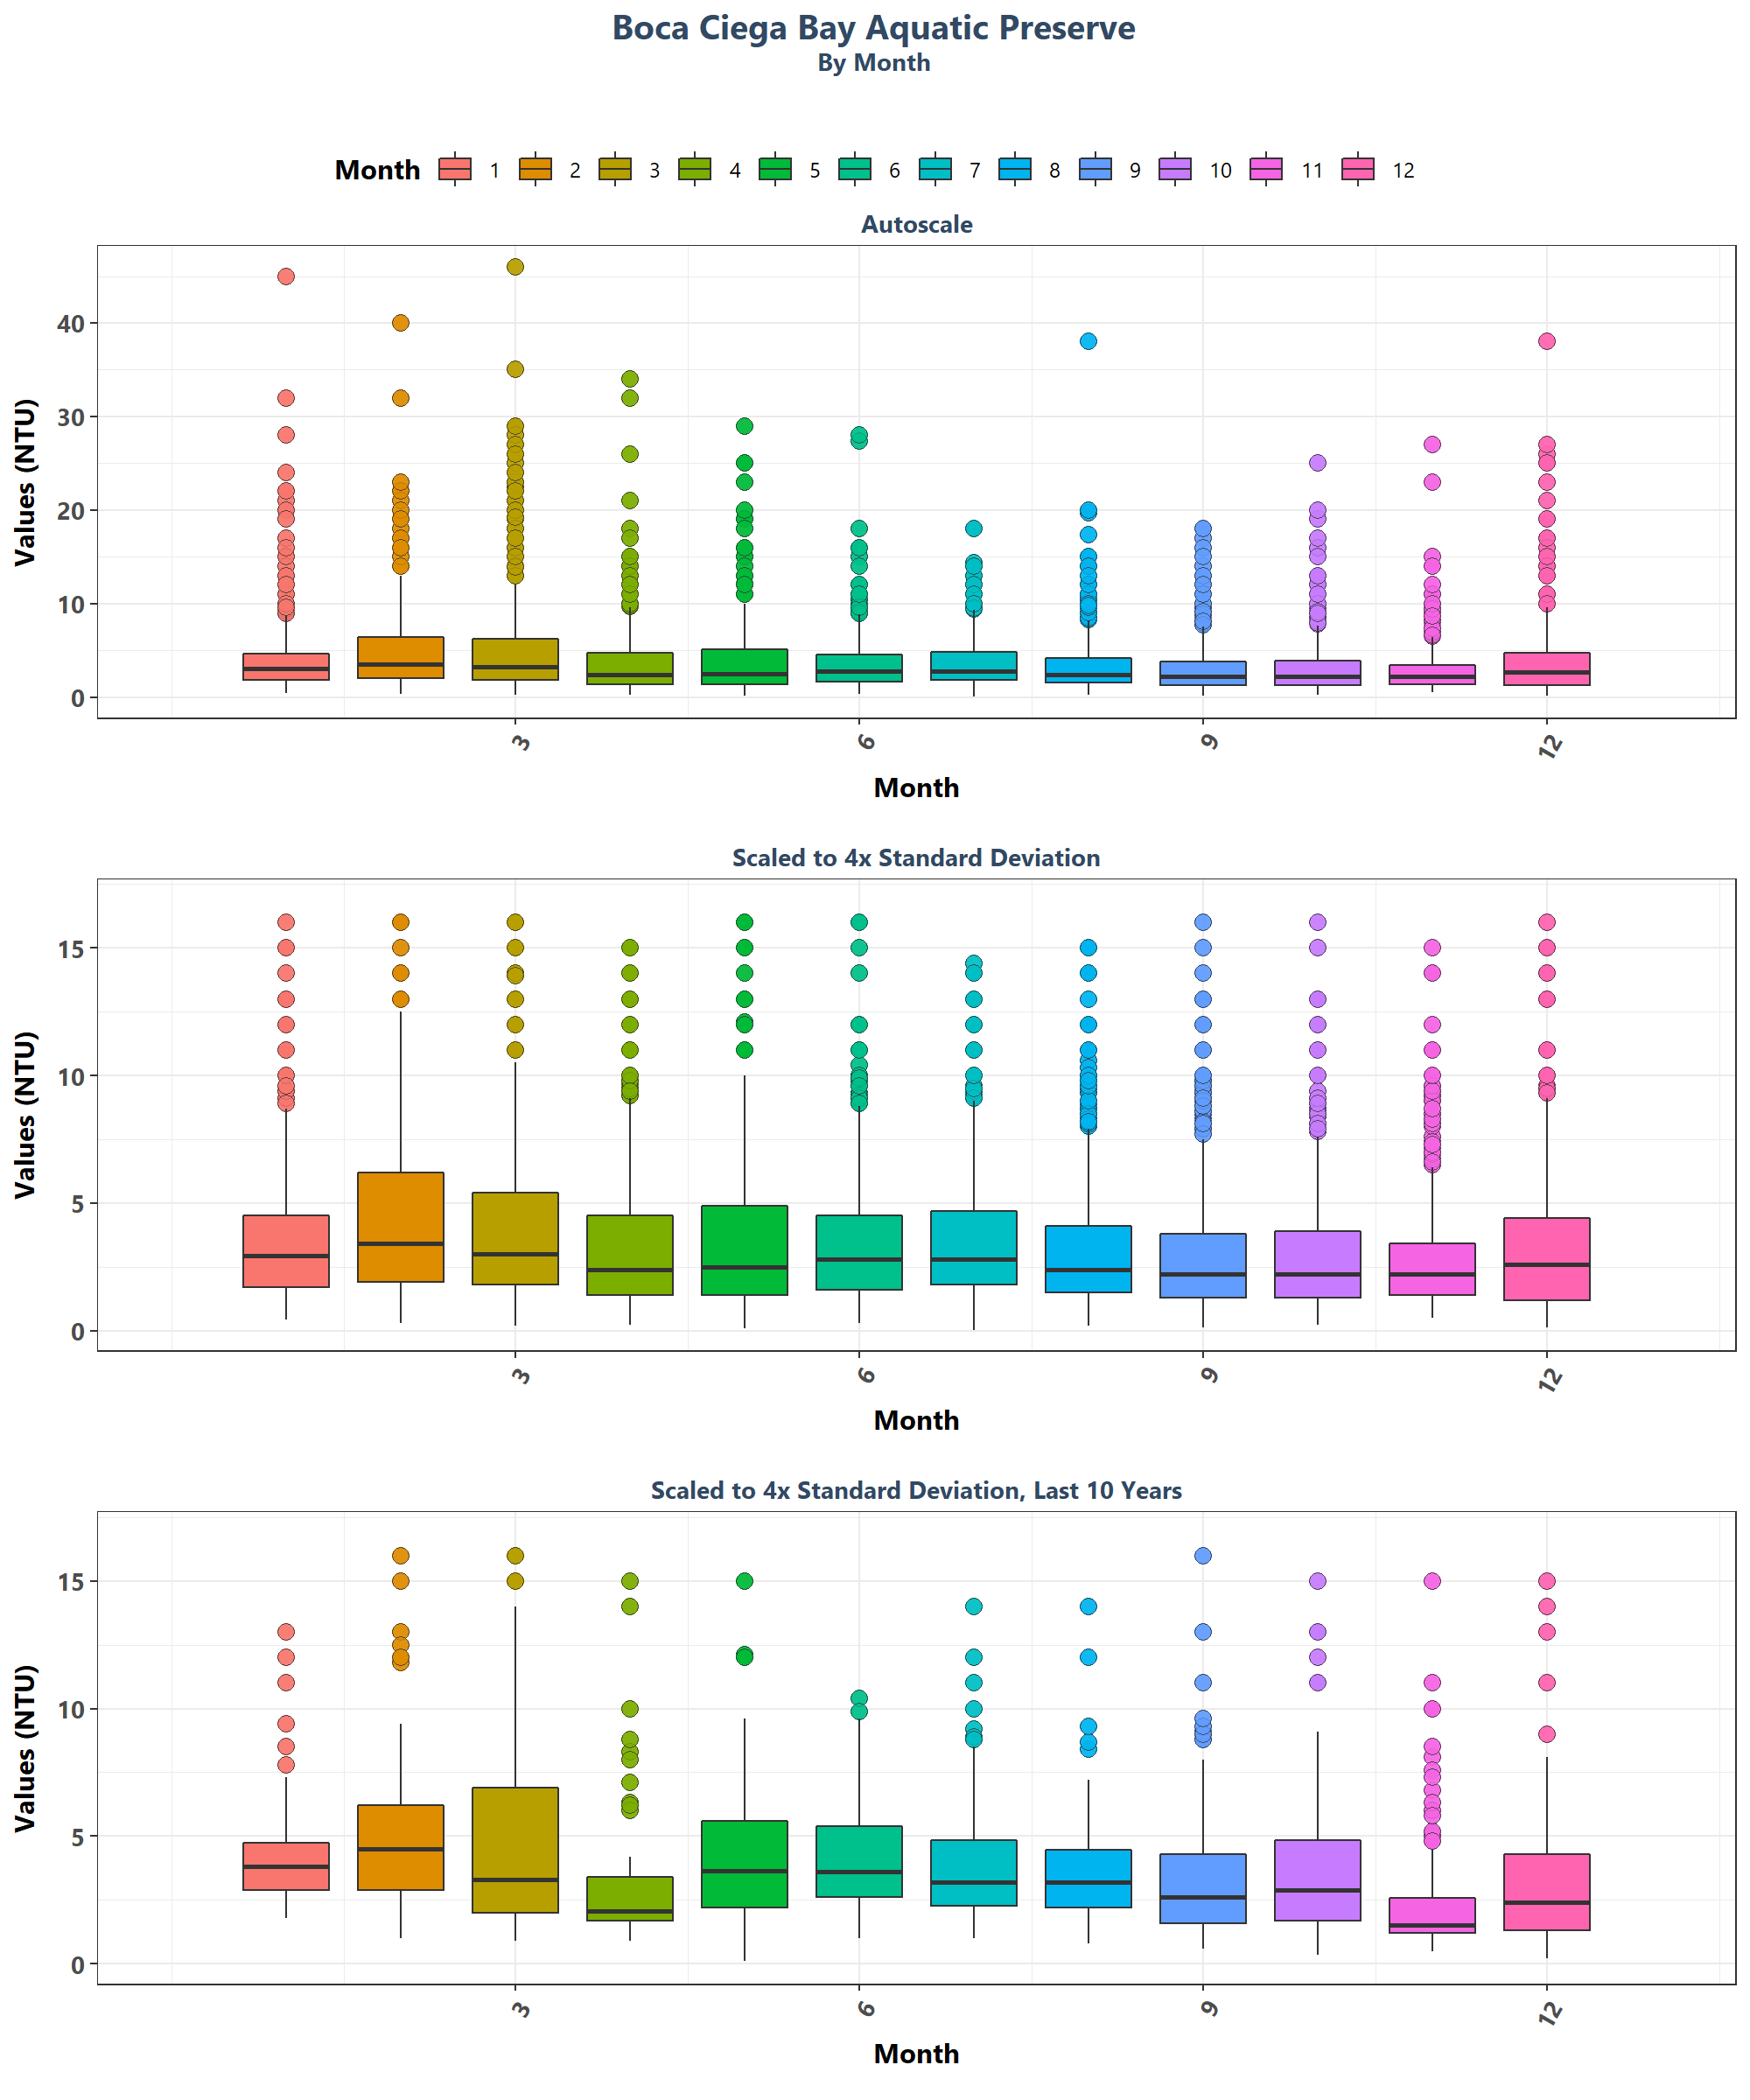 Boca Ciega Bay Aquatic Preserve
By Month
Month 1 2 3 4 5 6 7 8 9 10 11 12
Autoscale
Values (NTU)
40
30
20
10
0
3 6 9 12
Month
Scaled to 4x Standard Deviation
Values (NTU)
15
10
5
0
3 6 9 12
Month
Scaled to 4x Standard Deviation, Last 10 Years
Values (NTU)
15
10
5
0
3 6 9 12
Month